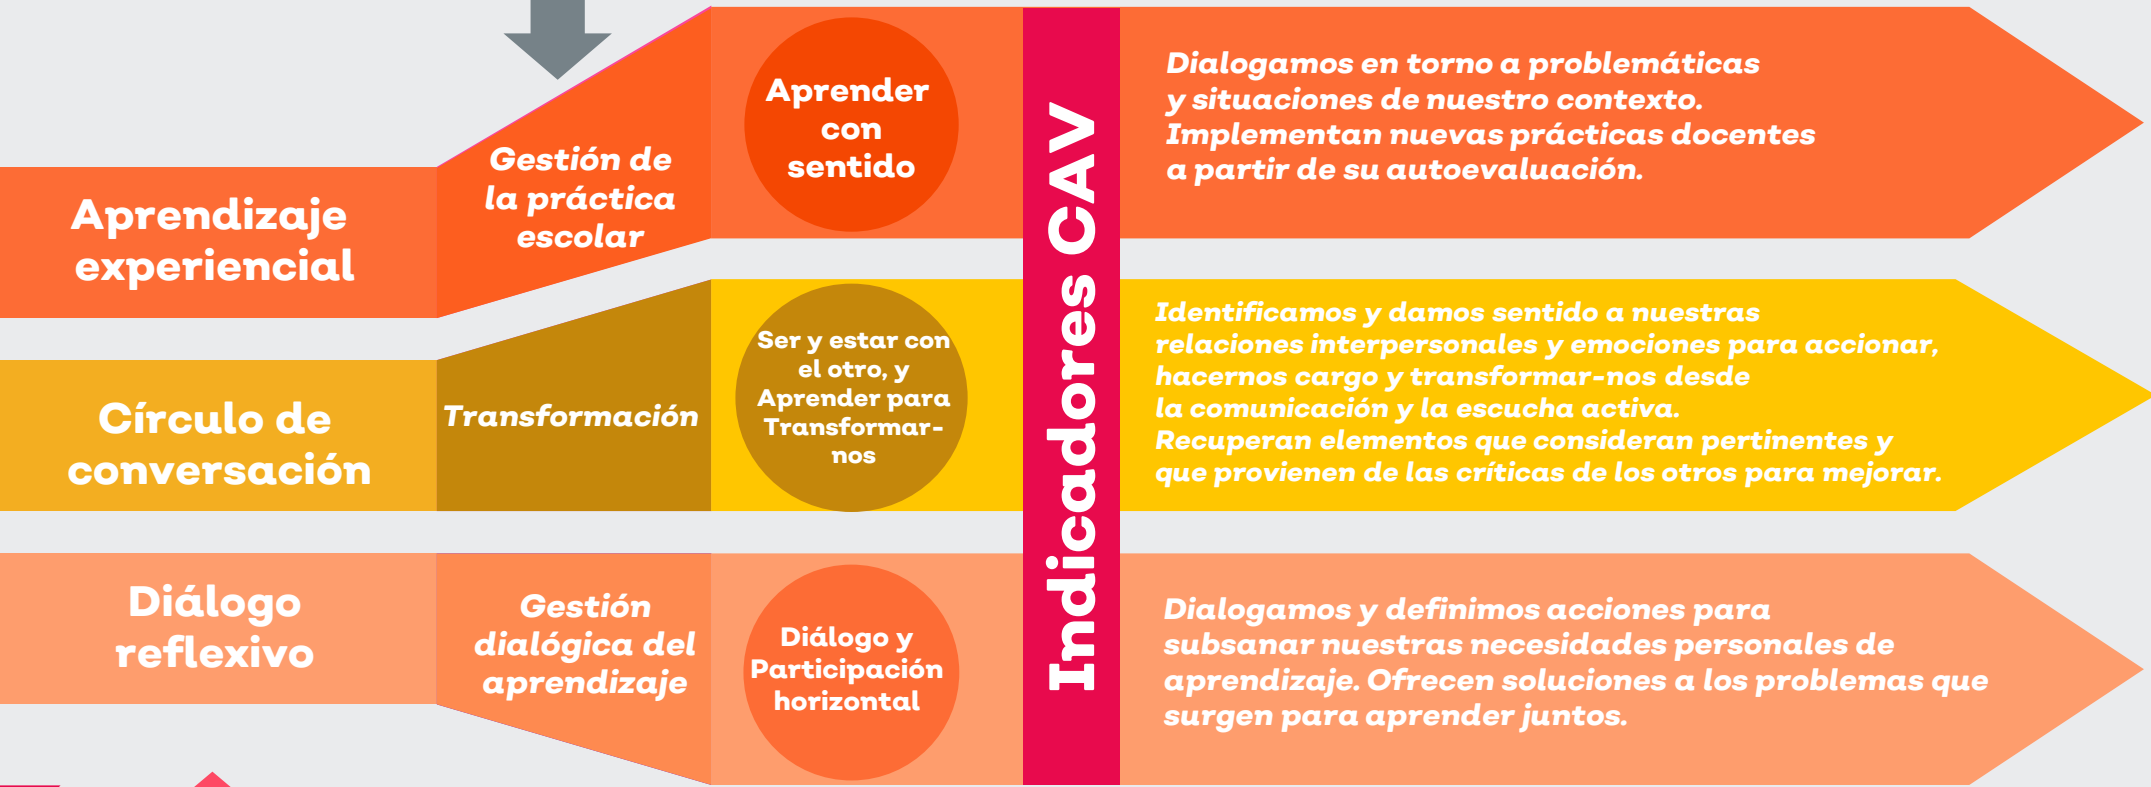 Aprendizaje
experiencial
Gestión de
la práctica
escolar
Aprender
con
sentido
Indicadores CAV
Dialogamos en torno a problemáticas
y situaciones de nuestro contexto.
Implementan nuevas prácticas docentes
a partir de su autoevaluación.
Círculo de
conversación
Transformación
Ser y estar con
el otro, y
Aprender para
Transformar-
nos
Identificamos y damos sentido a nuestras
relaciones interpersonales y emociones para accionar,
hacernos cargo y transformar-nos desde
la comunicación y la escucha activa.
Recuperan elementos que consideran pertinentes y
que provienen de las críticas de los otros para mejorar.
Diálogo
reflexivo
Gestión
dialógica del
aprendizaje
Diálogo y
Participación
horizontal
Dialogamos y definimos acciones para
subsanar nuestras necesidades personales de
aprendizaje. Ofrecen soluciones a los problemas que
surgen para aprender juntos.